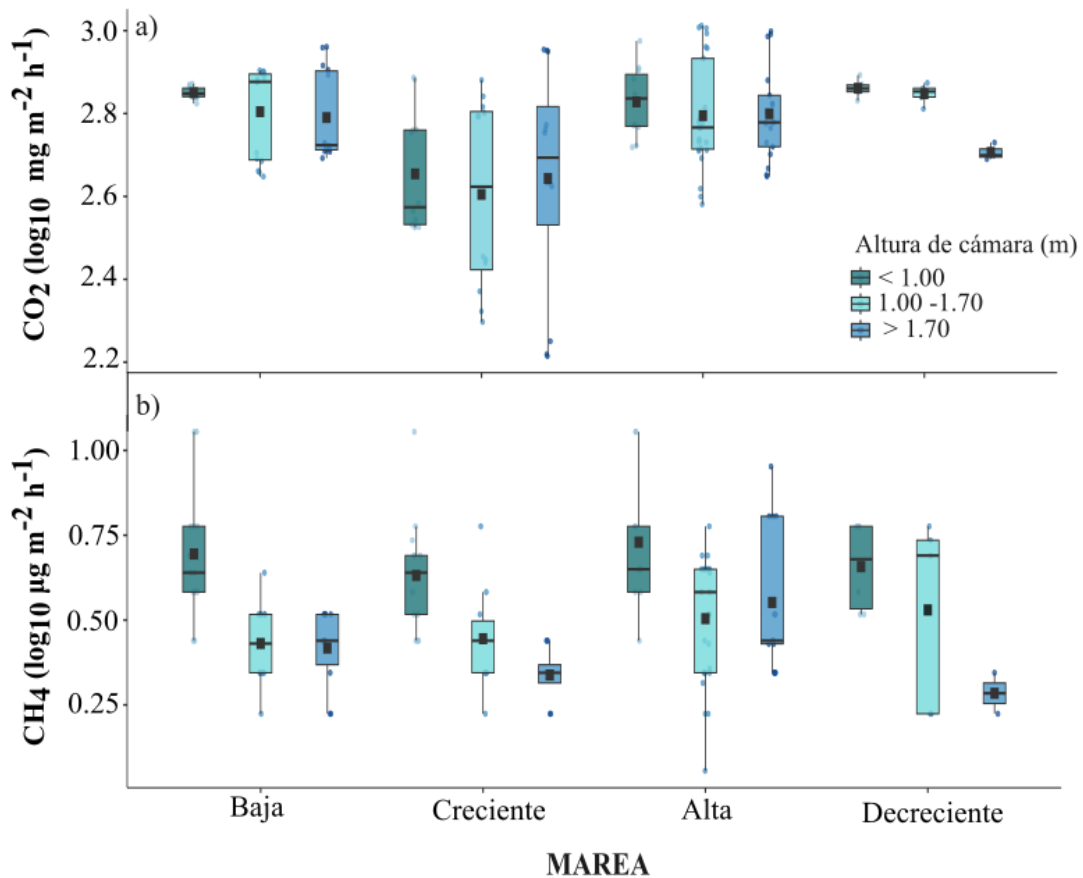 a)
CO2 (log10 mg m-2 h-1)
3.0
2.8
2.6
2.4
2.2
Altura de cámara (m)
< 1.00
1.00 -1.70
> 1.70
b)
CH4 (log10 µg m-2 h-1)
1.00
0.75
0.50
0.25
Baja Creciente Alta Decreciente
MAREA